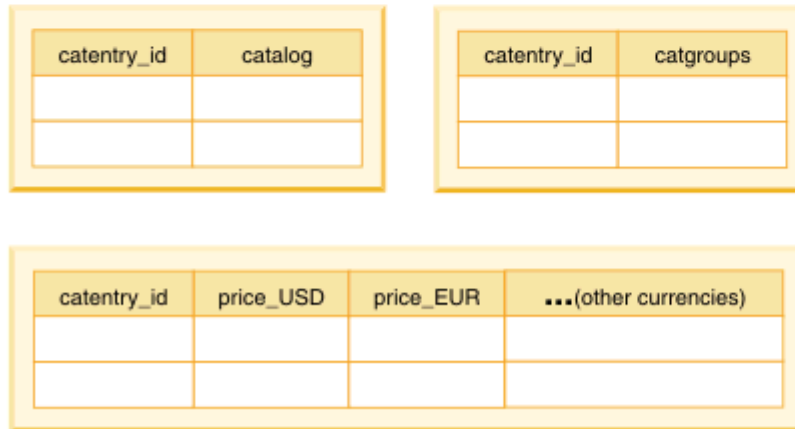 catentry_id catalog
catentry_id catgroups
catentry_id price_USD price_EUR ...(other currencies)